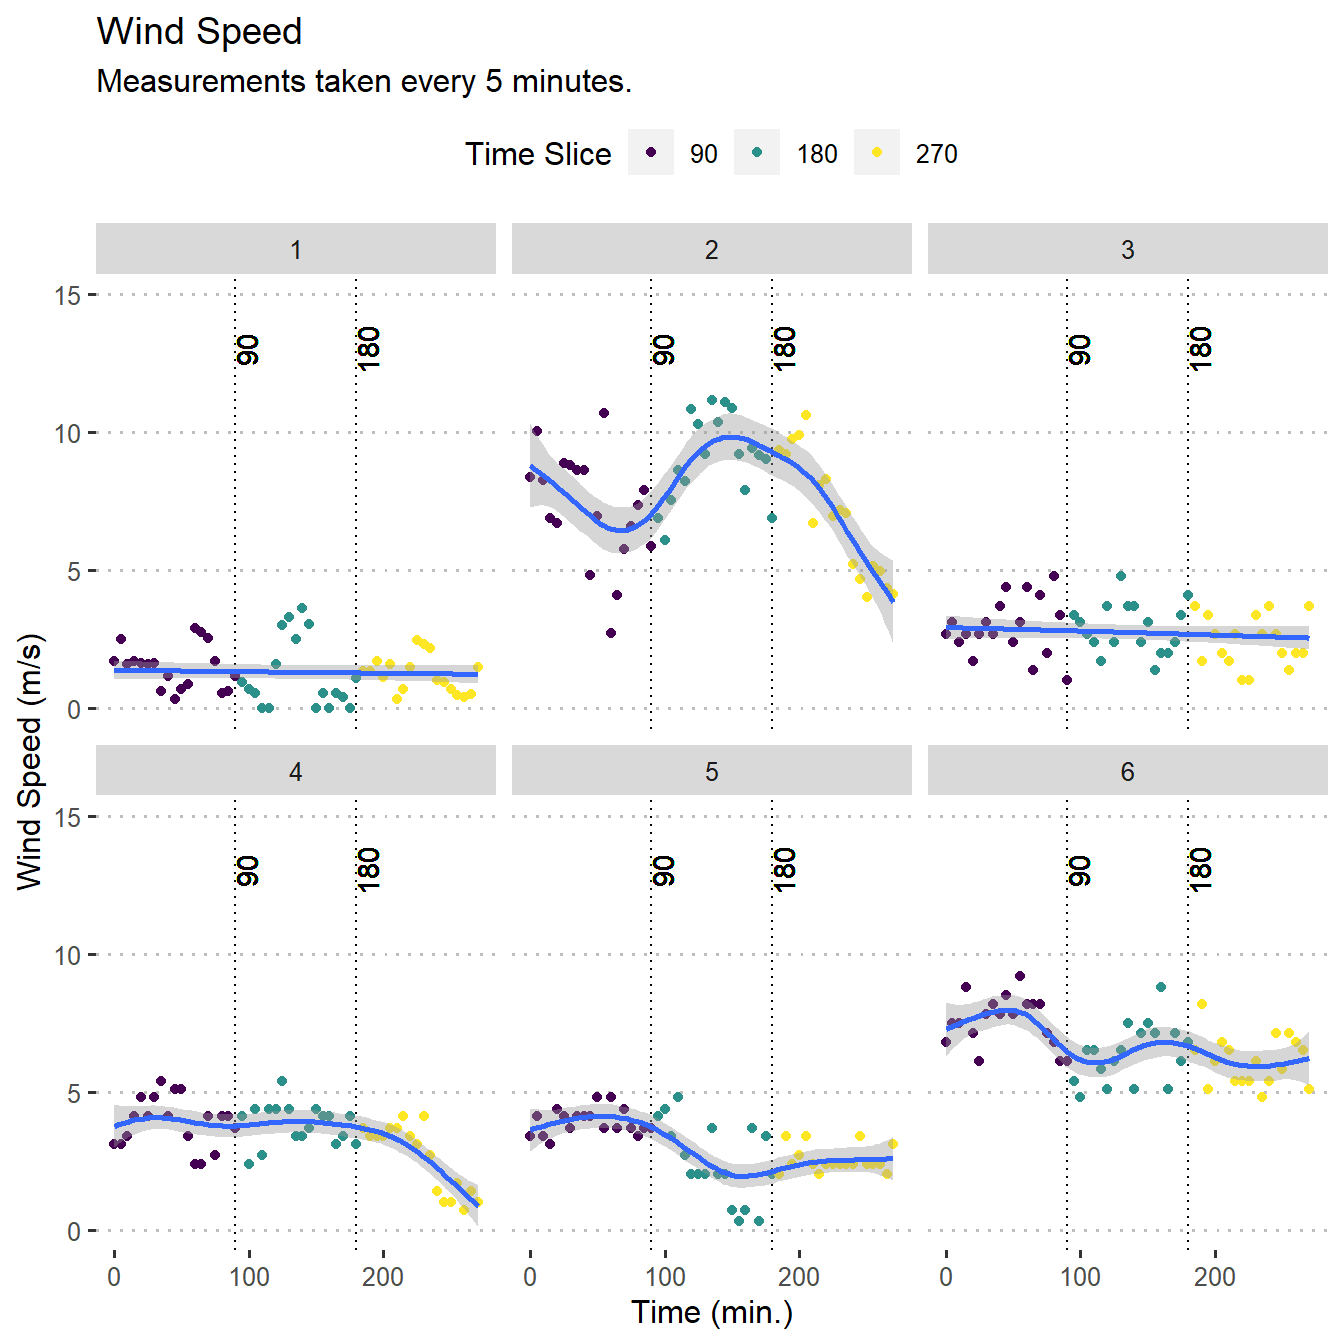 Wind Speed
Measurements taken every 5 minutes.
Time Slice 90 180 270
1 2 3
15
90 180 90 180 90 180
10
5
0
4 5 6
Wind Speed (m/s)
15
90 180 90 180 90 180
10
5
0
0 100 200 0 100 200 0 100 200
Time (min.)